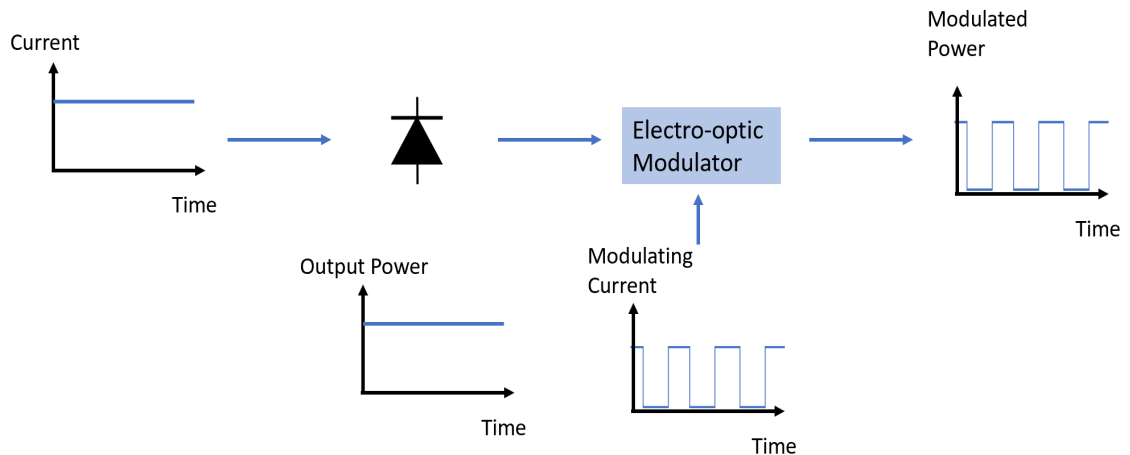 Current
Time
Output Power
Time
Electro-optic
Modulator
Modulating
Current
Time
Modulated
Power
Time